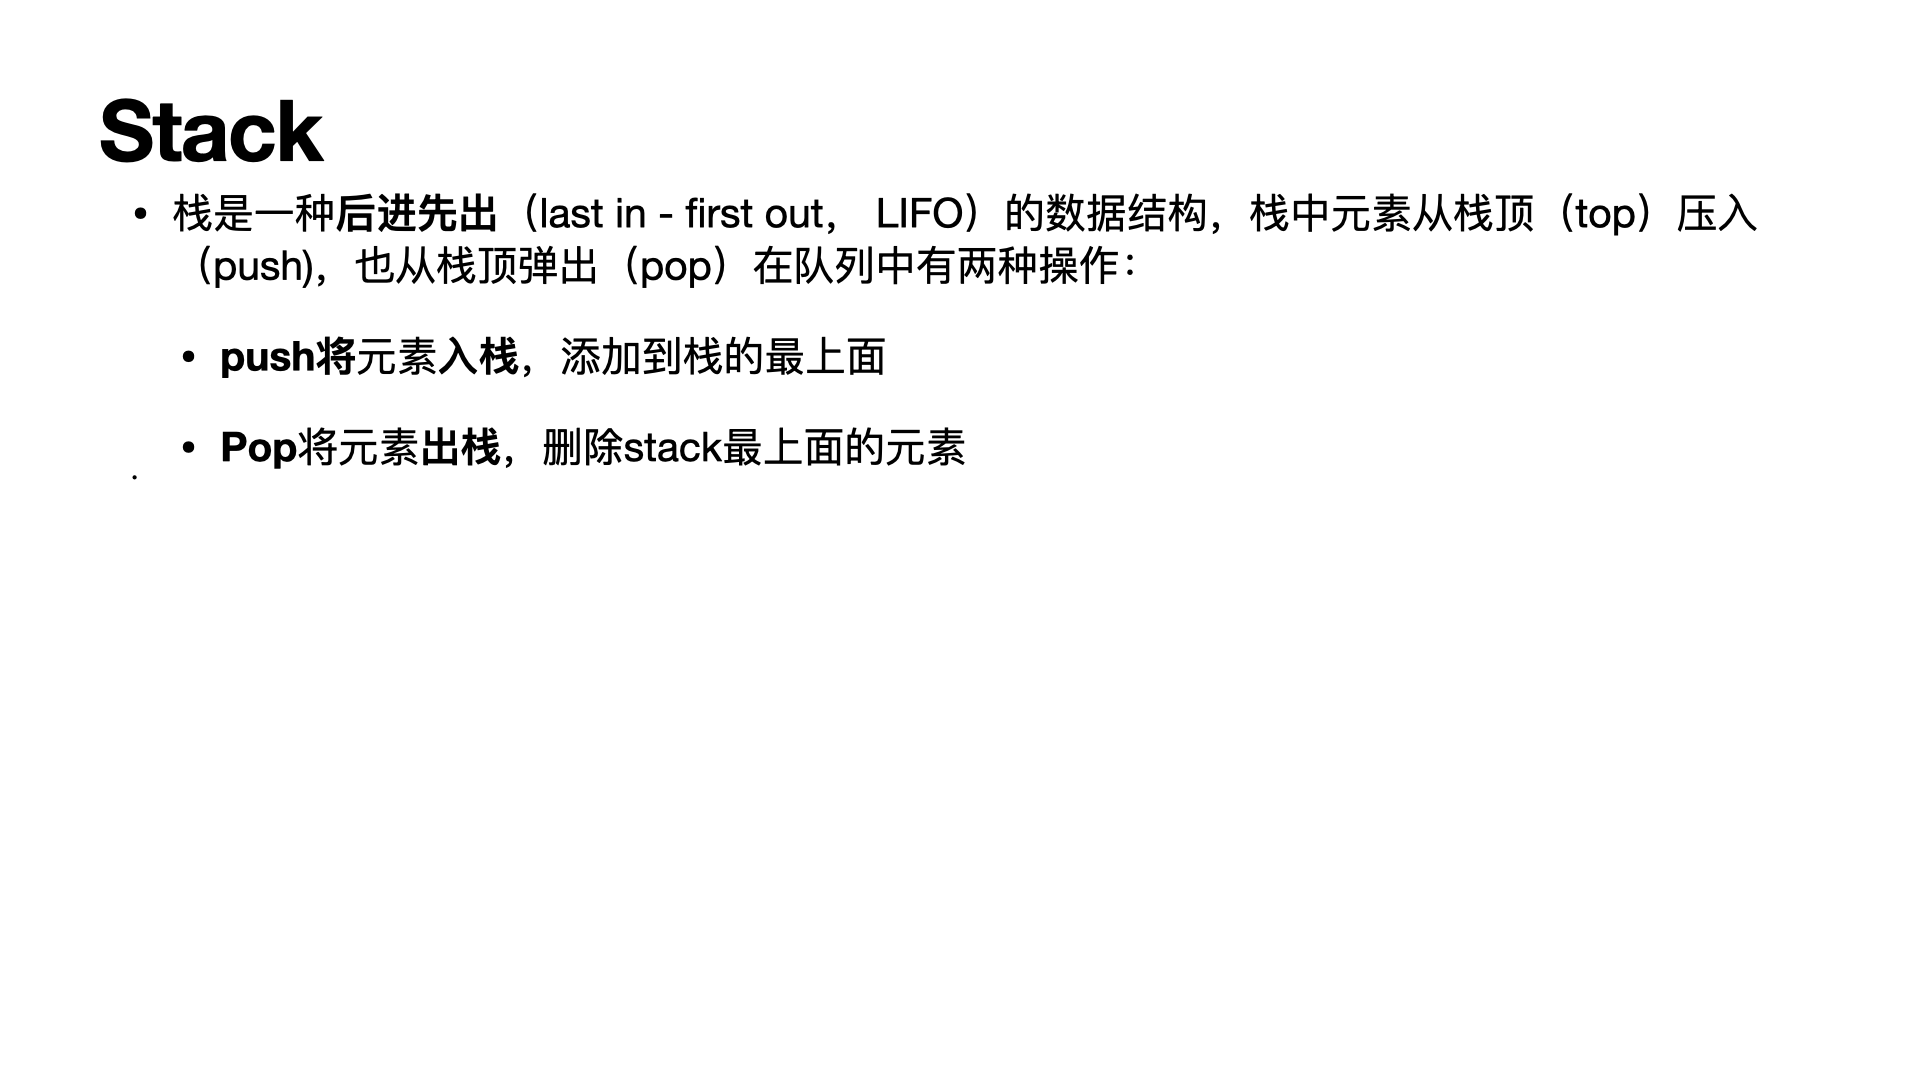 Stack
• 栈是一种后进先出（last in - first out， LIFO）的数据结构，栈中元素从栈顶（top）压入
（push)，也从栈顶弹出（pop）在队列中有两种操作：
• push将元素入栈，添加到栈的最上面
• Pop将元素出栈，删除stack最上面的元素
•